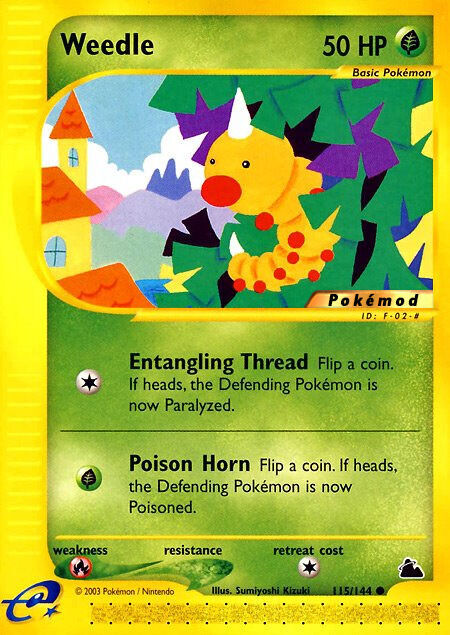 Weedle 50 HP
Basic Pokémon
Pokémod
ID: F-02-#
Entangling Thread Flip a coin.
If heads, the Defending Pokémon is
now Paralyzed.
Poison Horn Flip a coin. If heads,
the Defending Pokémon is now
Poisoned.
weakness resistance retreat cost
© 2003 Pokémon / Nintendo Illus. Sumiyoshi Kizuki 115/144
e